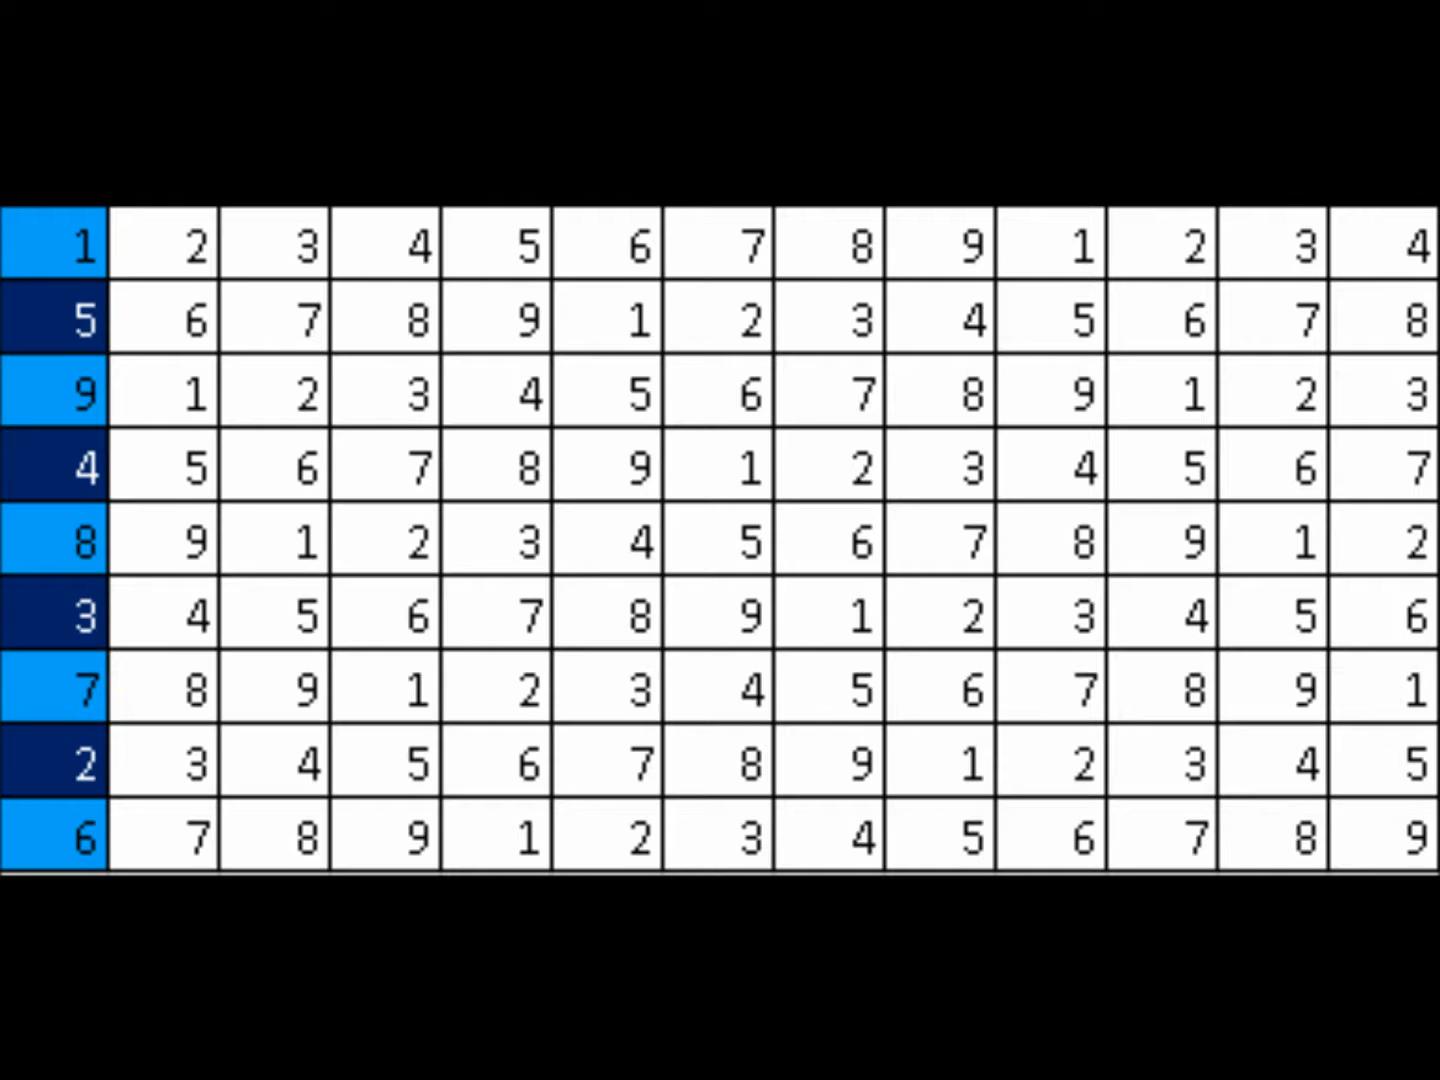 1 2 3 4 5 6 7 8 9 1 2 3 4
5 6 7 8 9 1 2 3 4 5 6 7 8
9 1 2 3 4 5 6 7 8 9 1 2 3
4 5 6 7 8 9 1 2 3 4 5 6 7
8 9 1 2 3 4 5 6 7 8 9 1 2
3 4 5 6 7 8 9 1 2 3 4 5 6
7 8 9 1 2 3 4 5 6 7 8 9 1
2 3 4 5 6 7 8 9 1 2 3 4 5
6 7 8 9 1 2 3 4 5 6 7 8 9